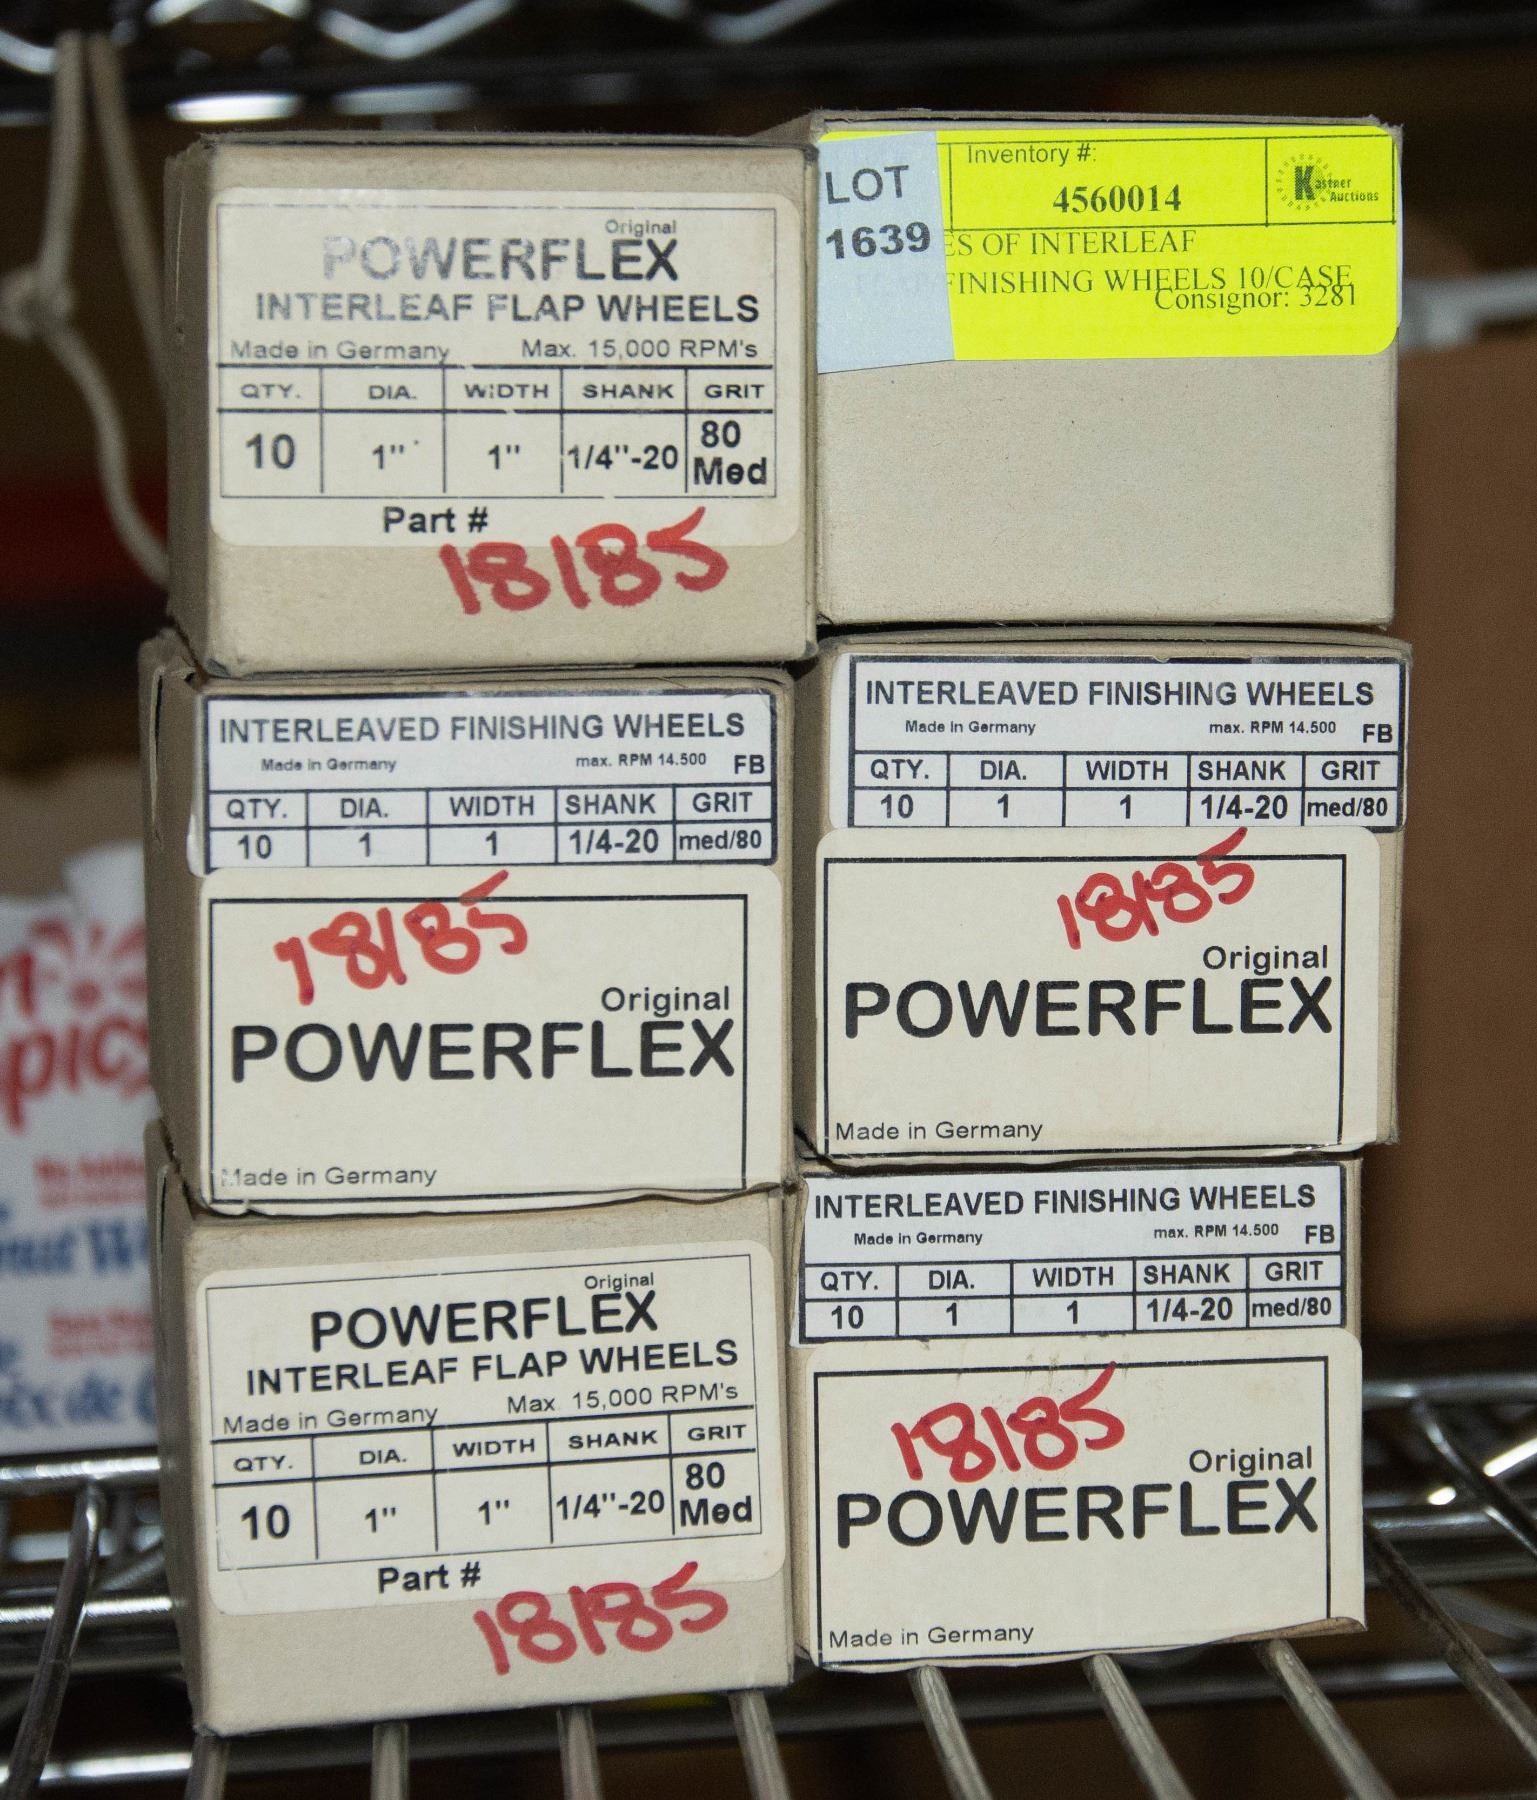 Original
POWERFLEX
INTERLEAF FLAP WHEELS
Made in Germany Max. 15,000 RPM's
QTY. DIA. WIDTH SHANK GRIT
10 1" 1" 1/4"-20 80 Med
Part #
18185
LOT
1639
Inventory #:
4560014
Kastner
Auctions
ES OF INTERLEAF
FINISHING WHEELS 10/CASE
Consignor: 3281
INTERLEAVED FINISHING WHEELS
Made in Germany max. RPM 14.500 FB
QTY. DIA. WIDTH SHANK GRIT
10 1 1 1/4-20 med/80
18185
Original
POWERFLEX
Made in Germany
INTERLEAVED FINISHING WHEELS
Made in Germany max. RPM 14.500 FB
QTY. DIA. WIDTH SHANK GRIT
10 1 1 1/4-20 med/80
18185
Original
POWERFLEX
Made in Germany
Original
POWERFLEX
INTERLEAF FLAP WHEELS
Made in Germany Max 15,000 RPM's
QTY. DIA. WIDTH SHANK GRIT
10 1" 1" 1/4"-20 80 Med
Part #
18185
INTERLEAVED FINISHING WHEELS
Made in Germany max. RPM 14.500 FB
QTY. DIA. WIDTH SHANK GRIT
10 1 1 1/4-20 med/80
18185
Original
POWERFLEX
Made in Germany